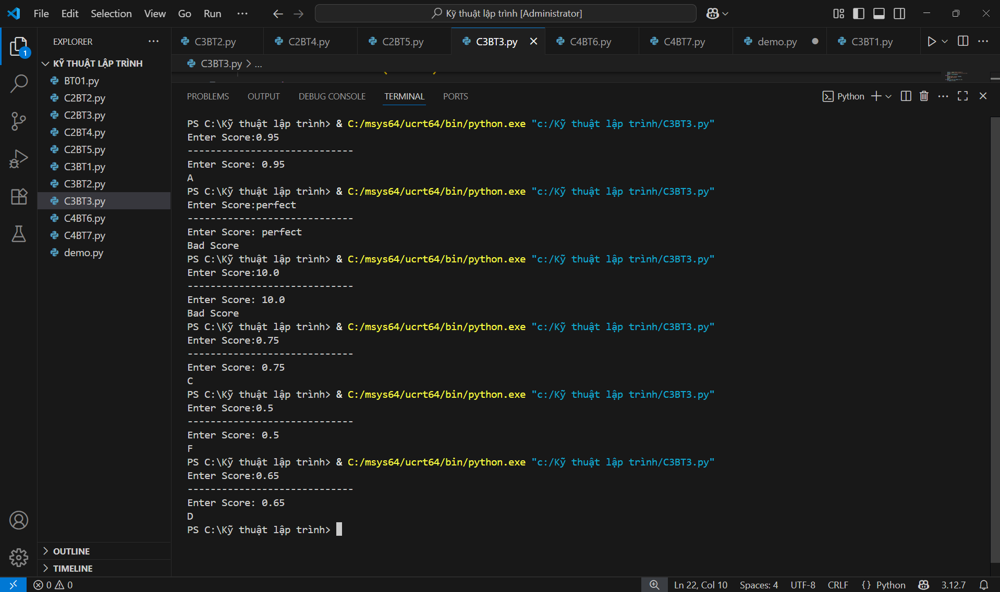 File Edit Selection View Go Run ··· Kỹ thuật lập trình [Administrator]
EXPLORER
C3BT2.py C2BT4.py C2BT5.py C3BT3.py C4BT6.py C4BT7.py demo.py C3BT1.py
1
KỸ THUẬT LẬP TRÌNH
BT01.py
C2BT2.py
C2BT3.py
C2BT4.py
C2BT5.py
C3BT1.py
C3BT2.py
C3BT3.py
C4BT6.py
C4BT7.py
demo.py
OUTLINE
TIMELINE
C3BT3.py > ...
PROBLEMS OUTPUT DEBUG CONSOLE TERMINAL PORTS Python
PS C:\Kỹ thuật lập trình> & C:/msys64/ucrt64/bin/python.exe "c:/Kỹ thuật lập trình/C3BT3.py"
Enter Score:0.95
-----------------------------
Enter Score: 0.95
A
PS C:\Kỹ thuật lập trình> & C:/msys64/ucrt64/bin/python.exe "c:/Kỹ thuật lập trình/C3BT3.py"
Enter Score:perfect
-----------------------------
Enter Score: perfect
Bad Score
PS C:\Kỹ thuật lập trình> & C:/msys64/ucrt64/bin/python.exe "c:/Kỹ thuật lập trình/C3BT3.py"
Enter Score:10.0
-----------------------------
Enter Score: 10.0
Bad Score
PS C:\Kỹ thuật lập trình> & C:/msys64/ucrt64/bin/python.exe "c:/Kỹ thuật lập trình/C3BT3.py"
Enter Score:0.75
-----------------------------
Enter Score: 0.75
C
PS C:\Kỹ thuật lập trình> & C:/msys64/ucrt64/bin/python.exe "c:/Kỹ thuật lập trình/C3BT3.py"
Enter Score:0.5
-----------------------------
Enter Score: 0.5
F
PS C:\Kỹ thuật lập trình> & C:/msys64/ucrt64/bin/python.exe "c:/Kỹ thuật lập trình/C3BT3.py"
Enter Score:0.65
-----------------------------
Enter Score: 0.65
D
PS C:\Kỹ thuật lập trình>
0 0 Ln 22, Col 10 Spaces: 4 UTF-8 CRLF {} Python 3.12.7